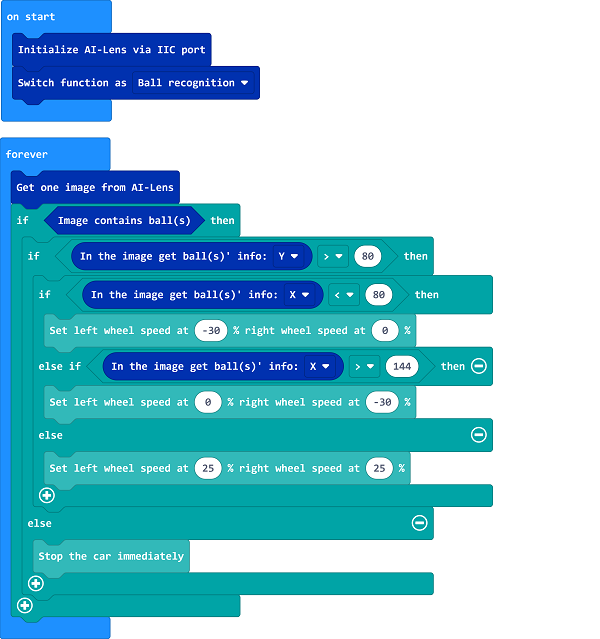 on start
Initialize AI-Lens via IIC port
Switch function as Ball recognition
forever
Get one image from AI-Lens
if Image contains ball(s) then
if In the image get ball(s)' info: Y > 80 then
if In the image get ball(s)' info: X < 80 then
Set left wheel speed at -30 % right wheel speed at 0 %
else if In the image get ball(s)' info: X > 144 then
Set left wheel speed at 0 % right wheel speed at -30 %
else
Set left wheel speed at 25 % right wheel speed at 25 %
else
Stop the car immediately